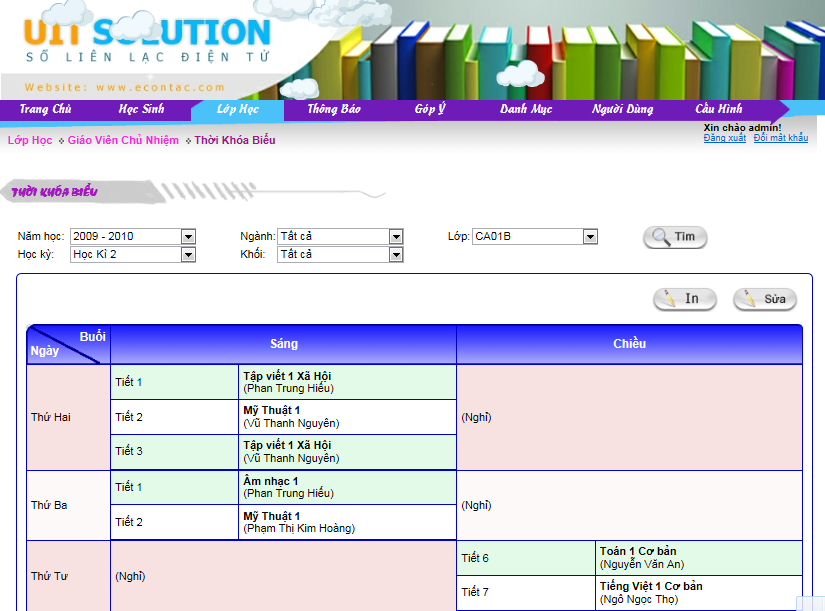 UIT SOLUTION
SỔ LIÊN LẠC ĐIỆN TỬ
Website: www.econtac.com
Trang Chủ Học Sinh Lớp Học Thông Báo Góp Ý Danh Mục Người Dùng Cấu Hình
Xin chào admin!
Đăng xuất Đổi mật khẩu
Lớp Học Giáo Viên Chủ Nhiệm Thời Khóa Biểu
THỜI KHÓA BIỂU
Năm học: 2009 - 2010 Ngành: Tất cả Lớp: CA01B Tìm
Học kỳ: Học Kì 2 Khối: Tất cả
In Sửa
Buổi
Ngày
Sáng Chiều
Thứ Hai
Tiết 1 Tập viết 1 Xã Hội
(Phan Trung Hiếu)
Tiết 2 Mỹ Thuật 1
(Vũ Thanh Nguyên)
Tiết 3 Tập viết 1 Xã Hội
(Vũ Thanh Nguyên)
(Nghỉ)
Thứ Ba
Tiết 1 Âm nhạc 1
(Phan Trung Hiếu)
Tiết 2 Mỹ Thuật 1
(Phạm Thị Kim Hoàng)
(Nghỉ)
Thứ Tư
(Nghỉ)
Tiết 6 Toán 1 Cơ bản
(Nguyễn Văn An)
Tiết 7 Tiếng Việt 1 Cơ bản
(Ngô Ngọc Thọ)